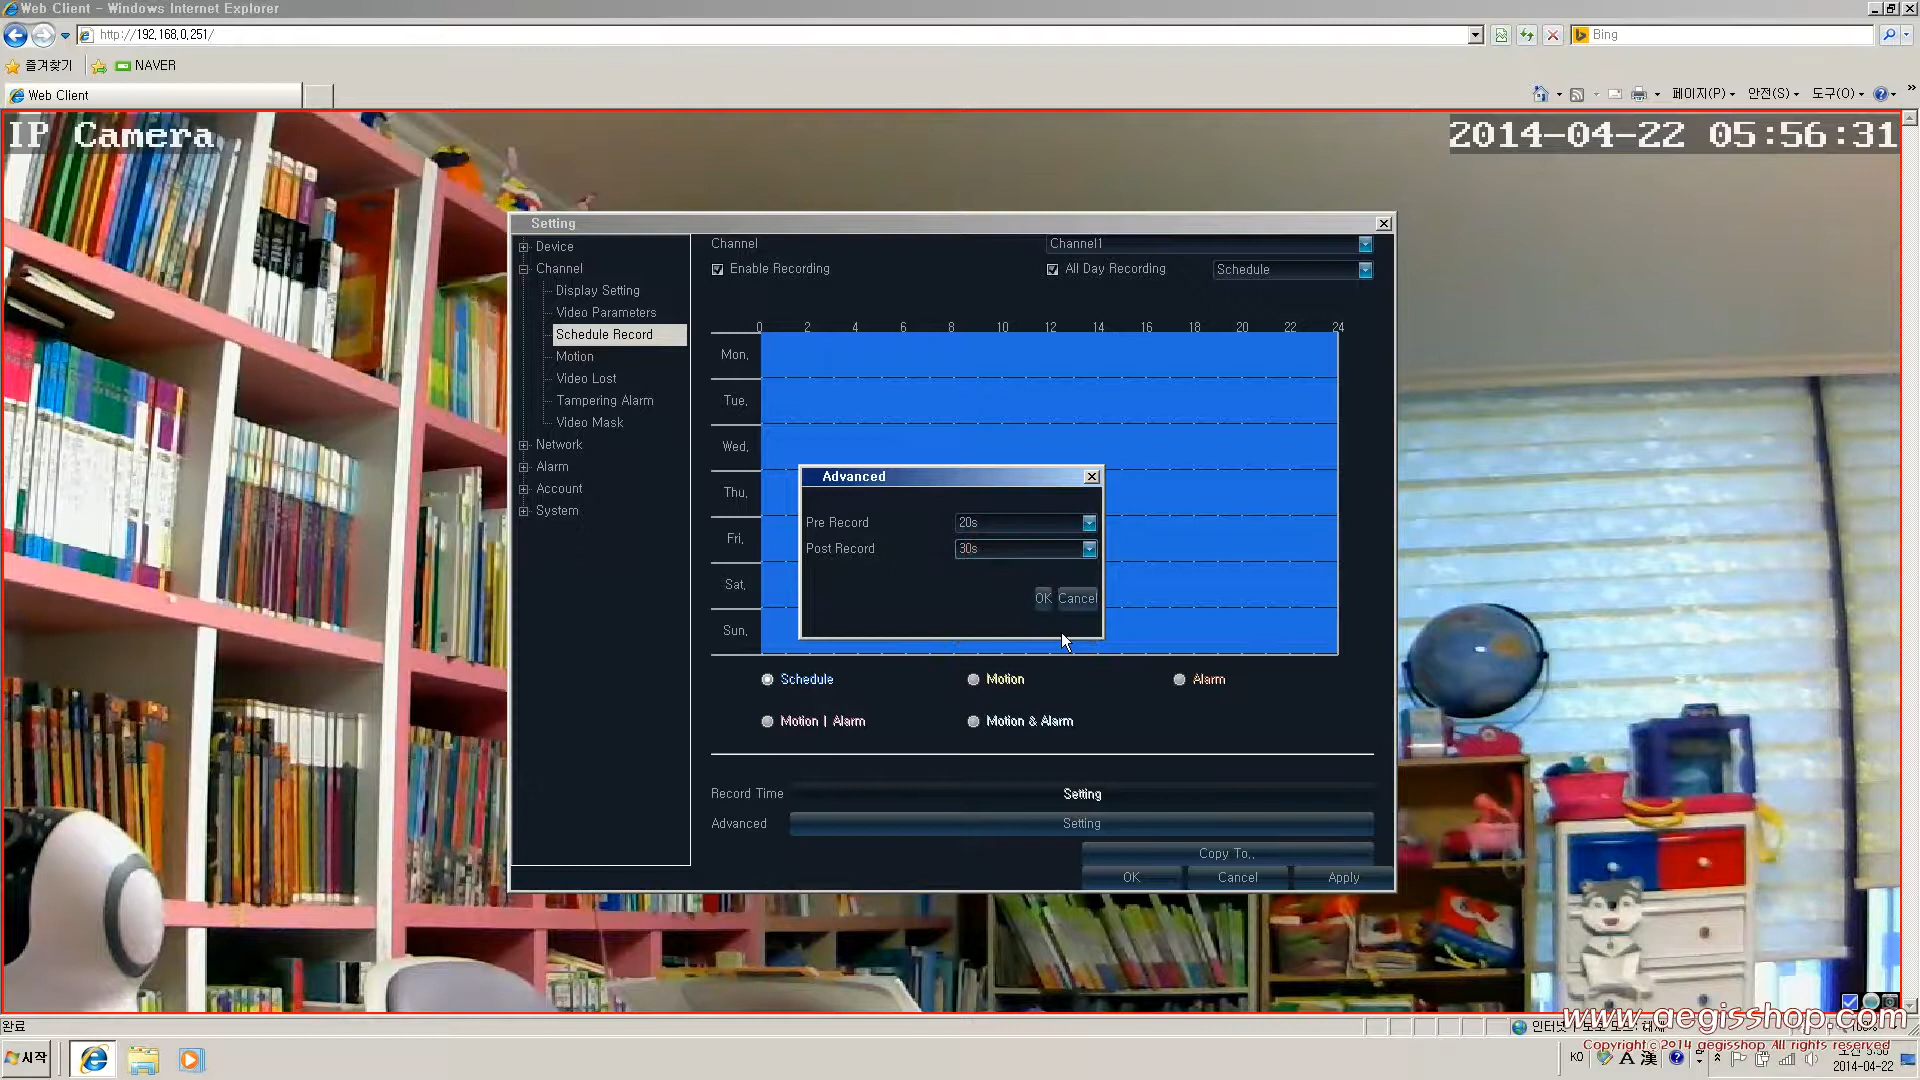 Web Client - Windows Internet Explorer
http://192.168.0.251/
Bing
즐겨찾기
NAVER
Web Client
페이지(P)
안전(S)
도구(O)
IP Camera
2014-04-22 05:56:31
Setting
Device
Channel
Display Setting
Video Parameters
Schedule Record
Motion
Video Lost
Tampering Alarm
Video Mask
Network
Alarm
Account
System
Channel
Channel1
Enable Recording
All Day Recording
Schedule
0 2 4 6 8 10 12 14 16 18 20 22 24
Mon.
Tue.
Wed.
Thu.
Fri.
Sat.
Sun.
Advanced
Pre Record
20s
Post Record
30s
OK Cancel
Schedule
Motion
Alarm
Motion | Alarm
Motion & Alarm
Record Time
Setting
Advanced
Setting
Copy To..
OK
Cancel
Apply
완료
www.aegisshop.com
Copyright© 2014 aegisshop All rights reserved
시작
KO
A 漢
2014-04-22